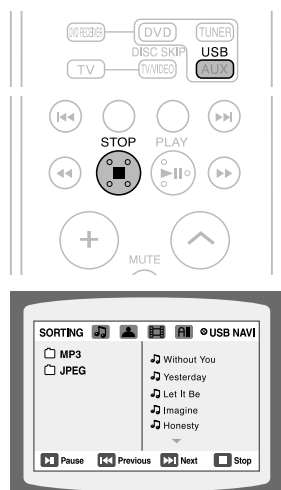 DVD RECEIVER DVD TUNER
DISC SKIP USB
TV TV/VIDEO AUX
STOP PLAY
MUTE
SORTING USB NAVI
MP3
JPEG
Without You
Yesterday
Let It Be
Imagine
Honesty
Pause Previous Next Stop